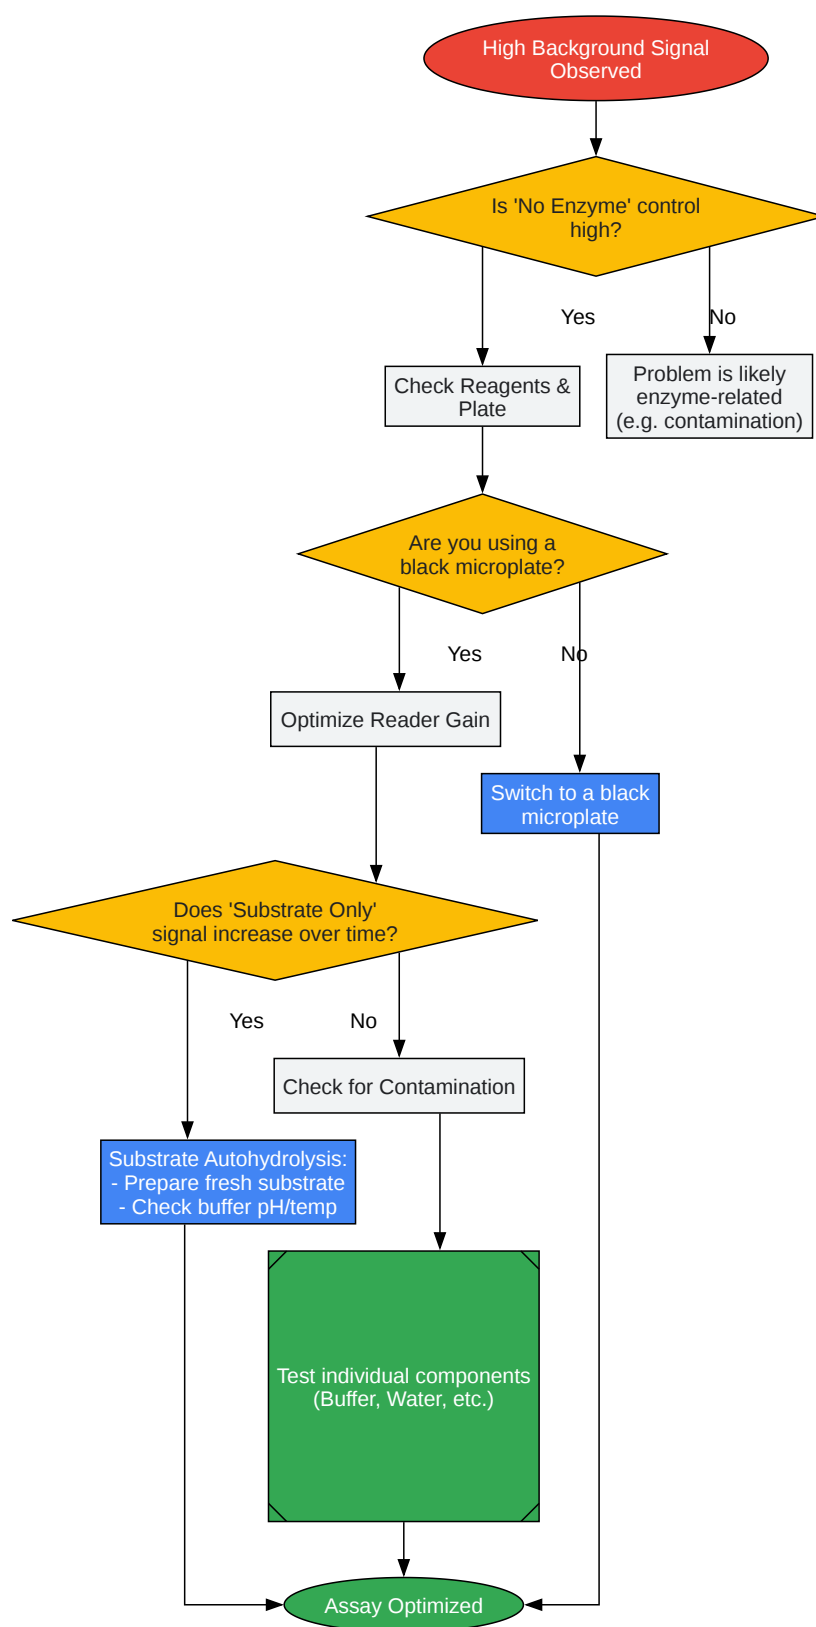 High Background Signal
Observed
Is 'No Enzyme' control
high?
Yes
No
Check Reagents &
Plate
Problem is likely
enzyme-related
(e.g. contamination)
Are you using a
black microplate?
Yes
No
Optimize Reader Gain
Switch to a black
microplate
Does 'Substrate Only'
signal increase over time?
Yes
No
Check for Contamination
Substrate Autohydrolysis:
- Prepare fresh substrate
- Check buffer pH/temp
Test individual components
(Buffer, Water, etc.)
Assay Optimized